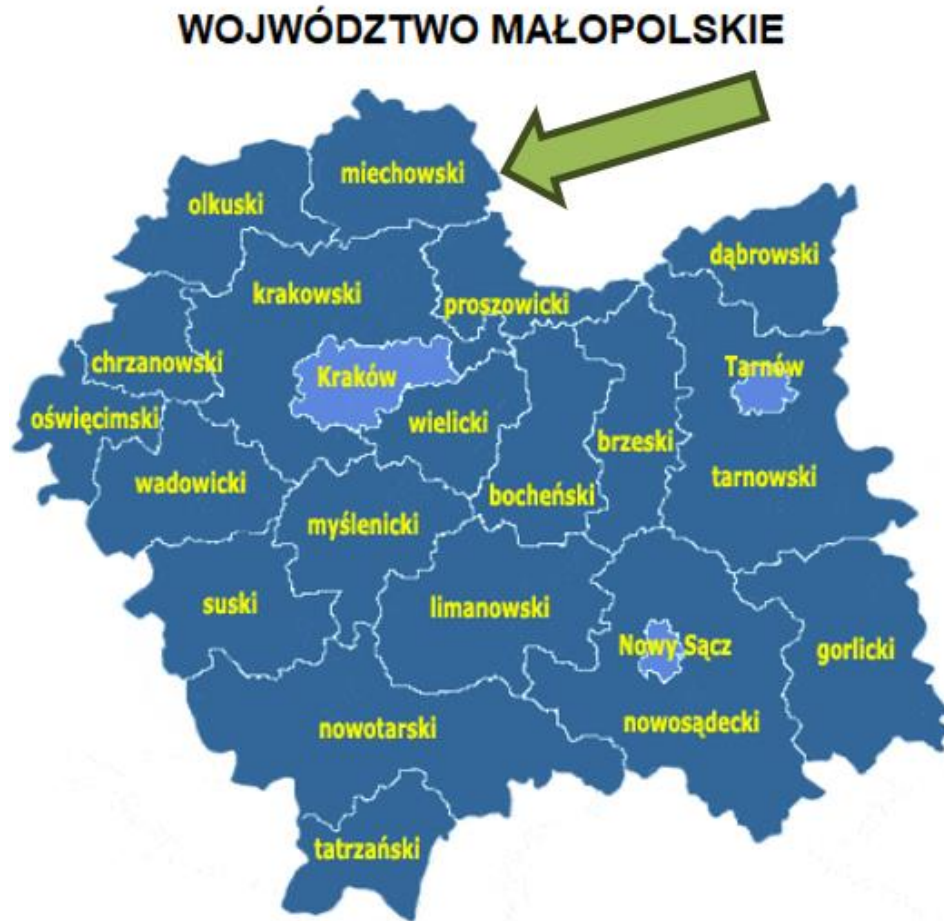 WOJWÓDZTWO MAŁOPOLSKIE
miechowski
olkuski
dąbrowski
krakowski
proszowicki
chrzanowski
Kraków
Tarnów
oświęcimski
wielicki
brzeski
wadowicki
tarnowski
bocheński
myślenicki
suski
limanowski
Nowy Sącz
gorlicki
nowotarski
nowosądecki
tatrzański